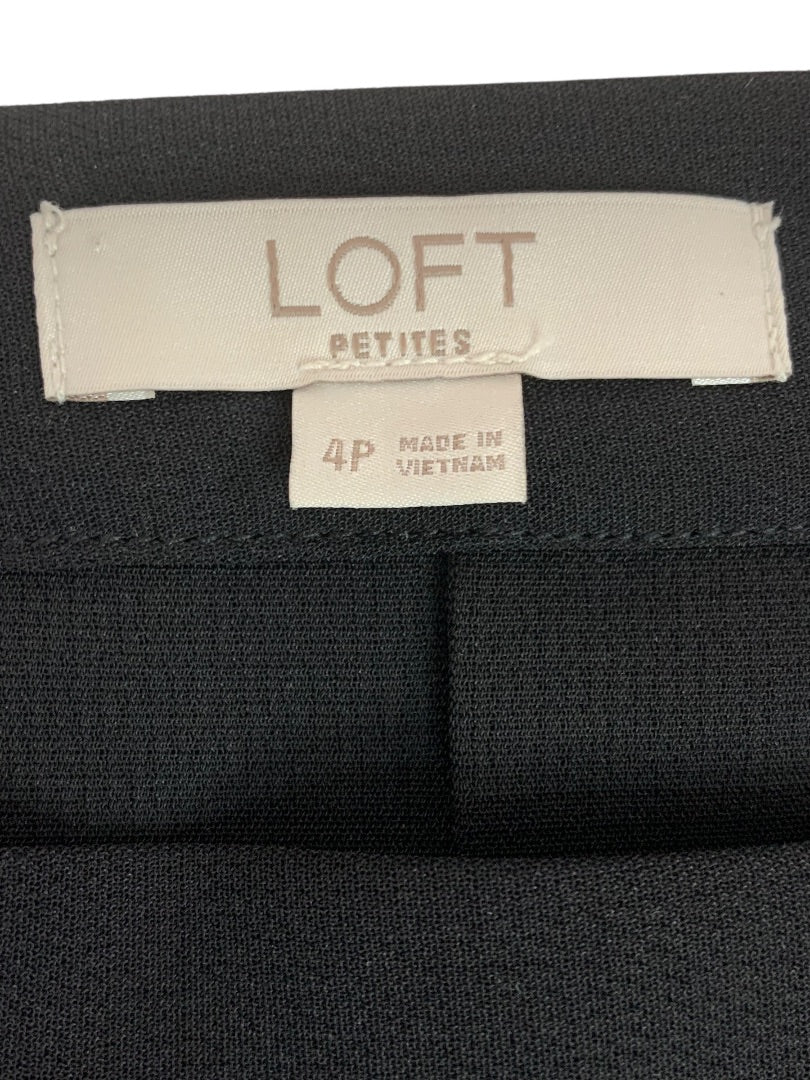 LOFT
PETITES
4P MADE IN
VIETNAM